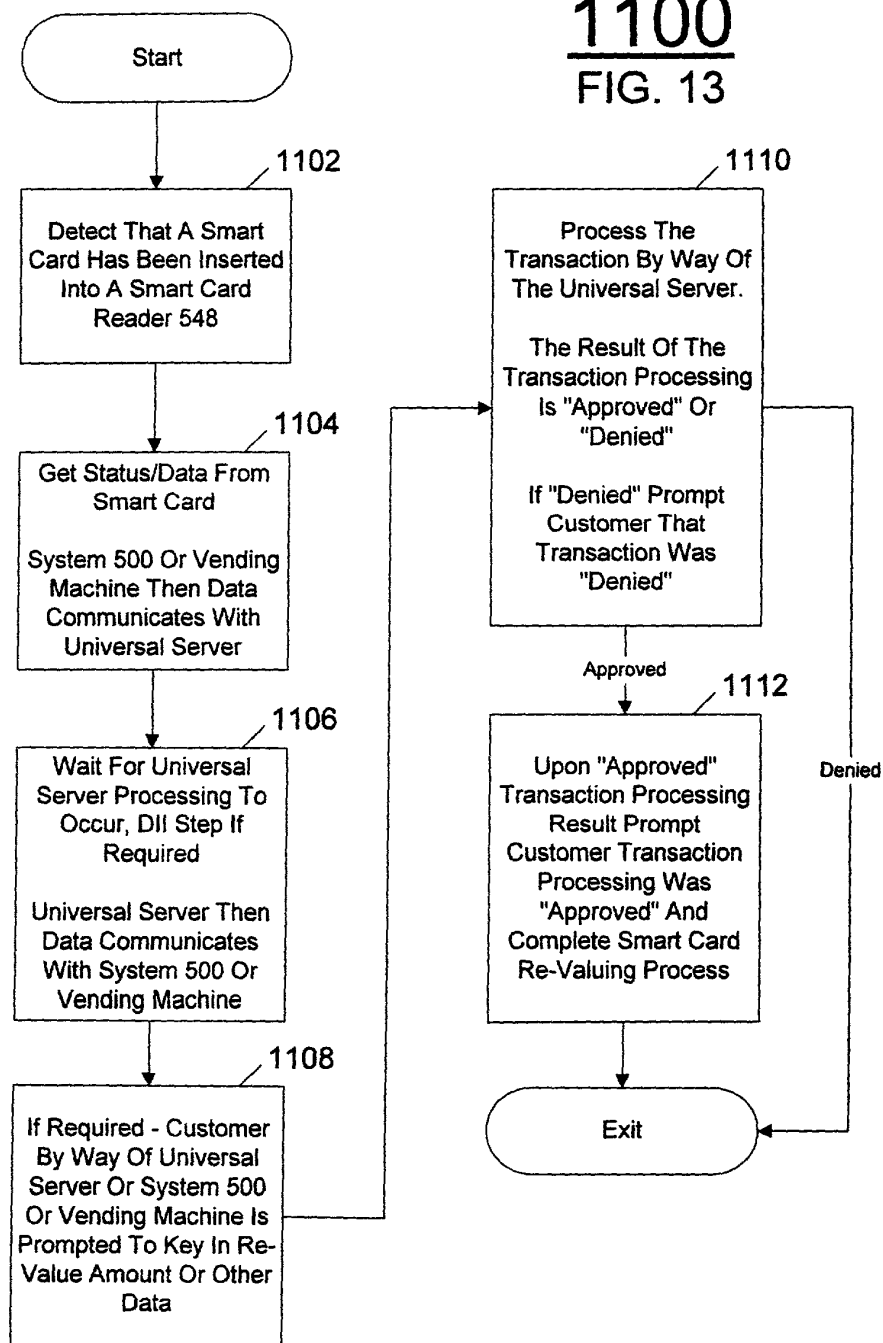 1100
FIG. 13
Start
1102
Detect That A Smart
Card Has Been Inserted
Into A Smart Card
Reader 548
1104
Get Status/Data From
Smart Card
System 500 Or Vending
Machine Then Data
Communicates With
Universal Server
1106
Wait For Universal
Server Processing To
Occur, DII Step If
Required
Universal Server Then
Data Communicates
With System 500 Or
Vending Machine
1108
If Required - Customer
By Way Of Universal
Server Or System 500
Or Vending Machine Is
Prompted To Key In Re-
Value Amount Or Other
Data
1110
Process The
Transaction By Way Of
The Universal Server.
The Result Of The
Transaction Processing
Is "Approved" Or
"Denied"
If "Denied" Prompt
Customer That
Transaction Was
"Denied"
Approved
Denied
1112
Upon "Approved"
Transaction Processing
Result Prompt
Customer Transaction
Processing Was
"Approved" And
Complete Smart Card
Re-Valuing Process
Exit